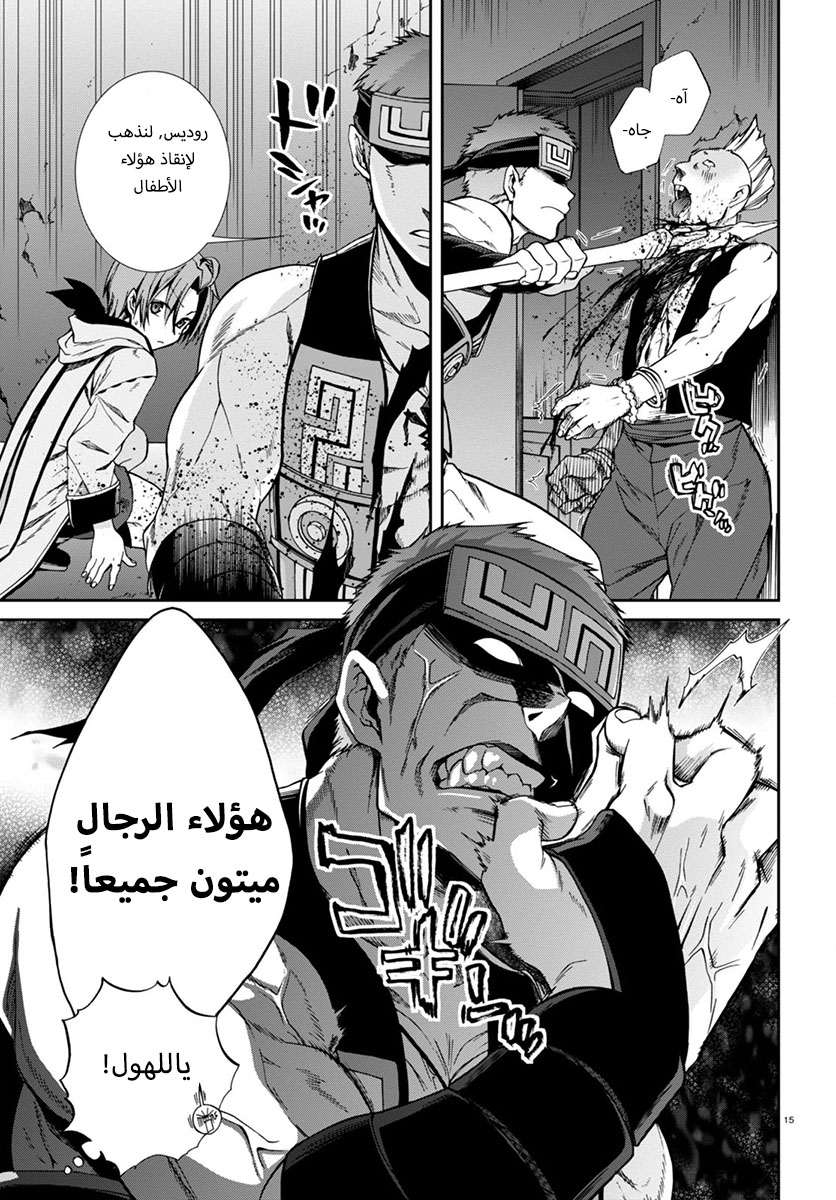 آه-
جاه-
روديس, لنذهب
لإنقاذ هؤلاء
الأطفال
هؤلاء الرجال
ميتون جميعاً!
ياللهول!
15